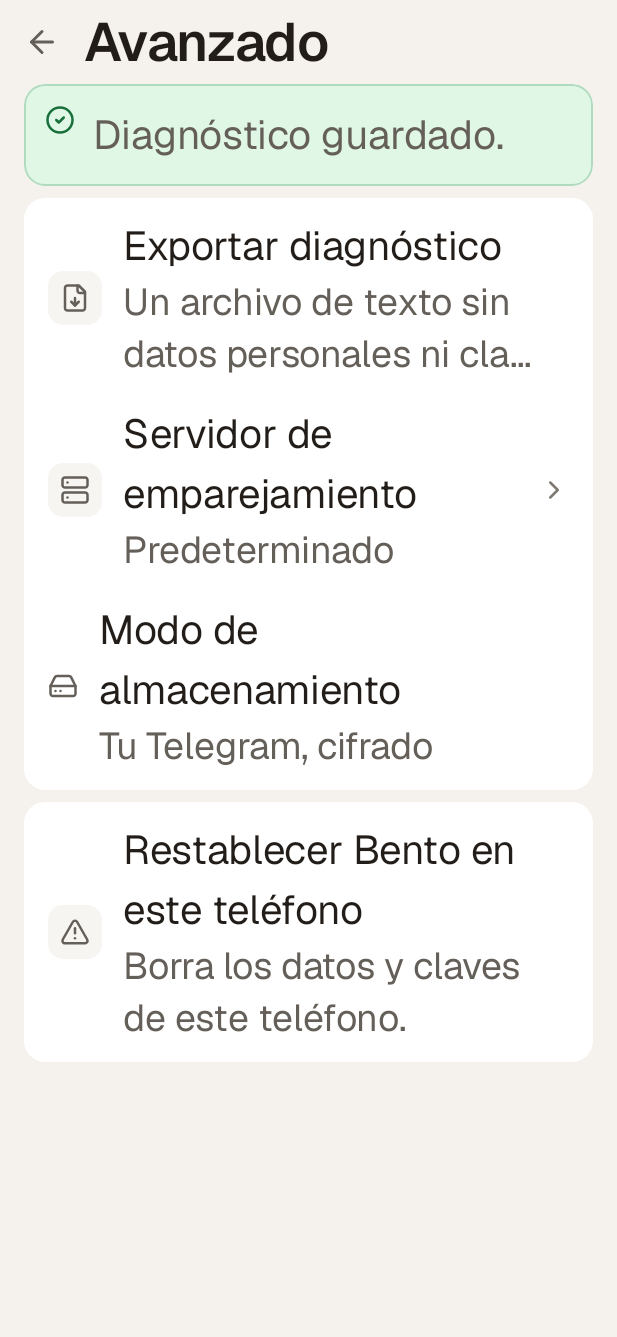 Avanzado
Diagnóstico guardado.
Exportar diagnóstico
Un archivo de texto sin
datos personales ni cla...
Servidor de
emparejamiento
Predeterminado
Modo de
almacenamiento
Tu Telegram, cifrado
Restablecer Bento en
este teléfono
Borra los datos y claves
de este teléfono.